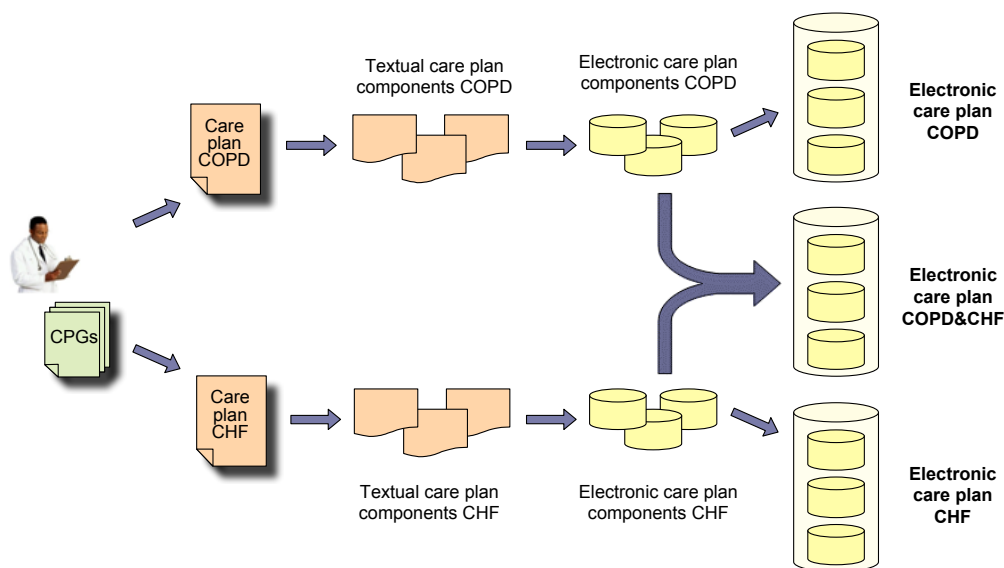 Textual care plan
components COPD
Electronic care plan
components COPD
Electronic
care plan
COPD
Care
plan
COPD
Electronic
care plan
COPD&CHF
CPGs
Care
plan
CHF
Textual care plan
components CHF
Electronic care plan
components CHF
Electronic
care plan
CHF